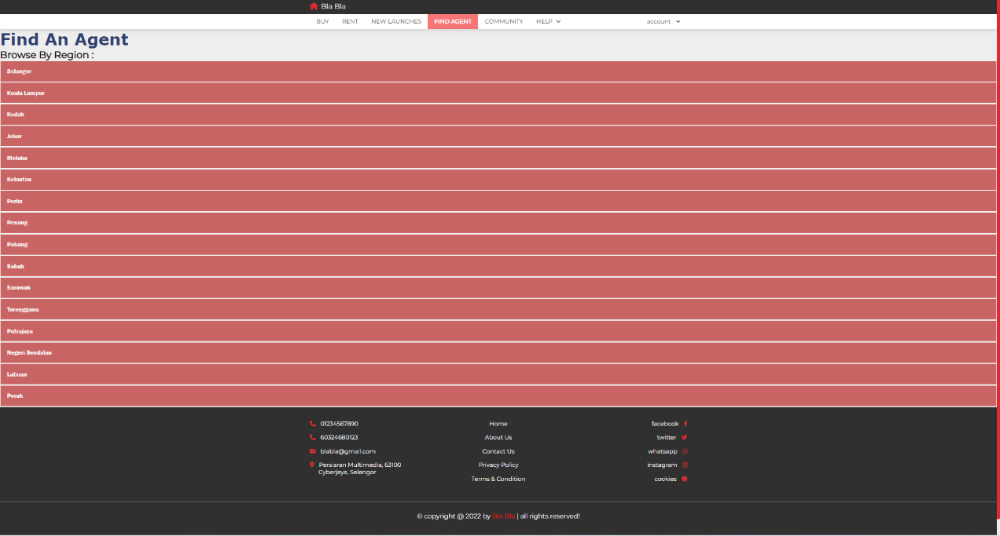 Bla Bla
BUY RENT NEW LAUNCHES FIND AGENT COMMUNITY HELP account
Find An Agent
Browse By Region :
Selangor
Kuala Lumpur
Kedah
Johor
Melaka
Kelantan
Perlis
Penang
Pahang
Sabah
Sarawak
Terengganu
Putrajaya
Negeri Sembilan
Labuan
Perak
01234567890 Home facebook
60324680123 About Us twitter
blabla@gmail.com Contact Us whatsapp
Persiaran Multimedia, 63100 Privacy Policy instagram
Cyberjaya, Selangor
Terms & Condition cookies
© copyright @ 2022 by Bla Bla | all rights reserved!